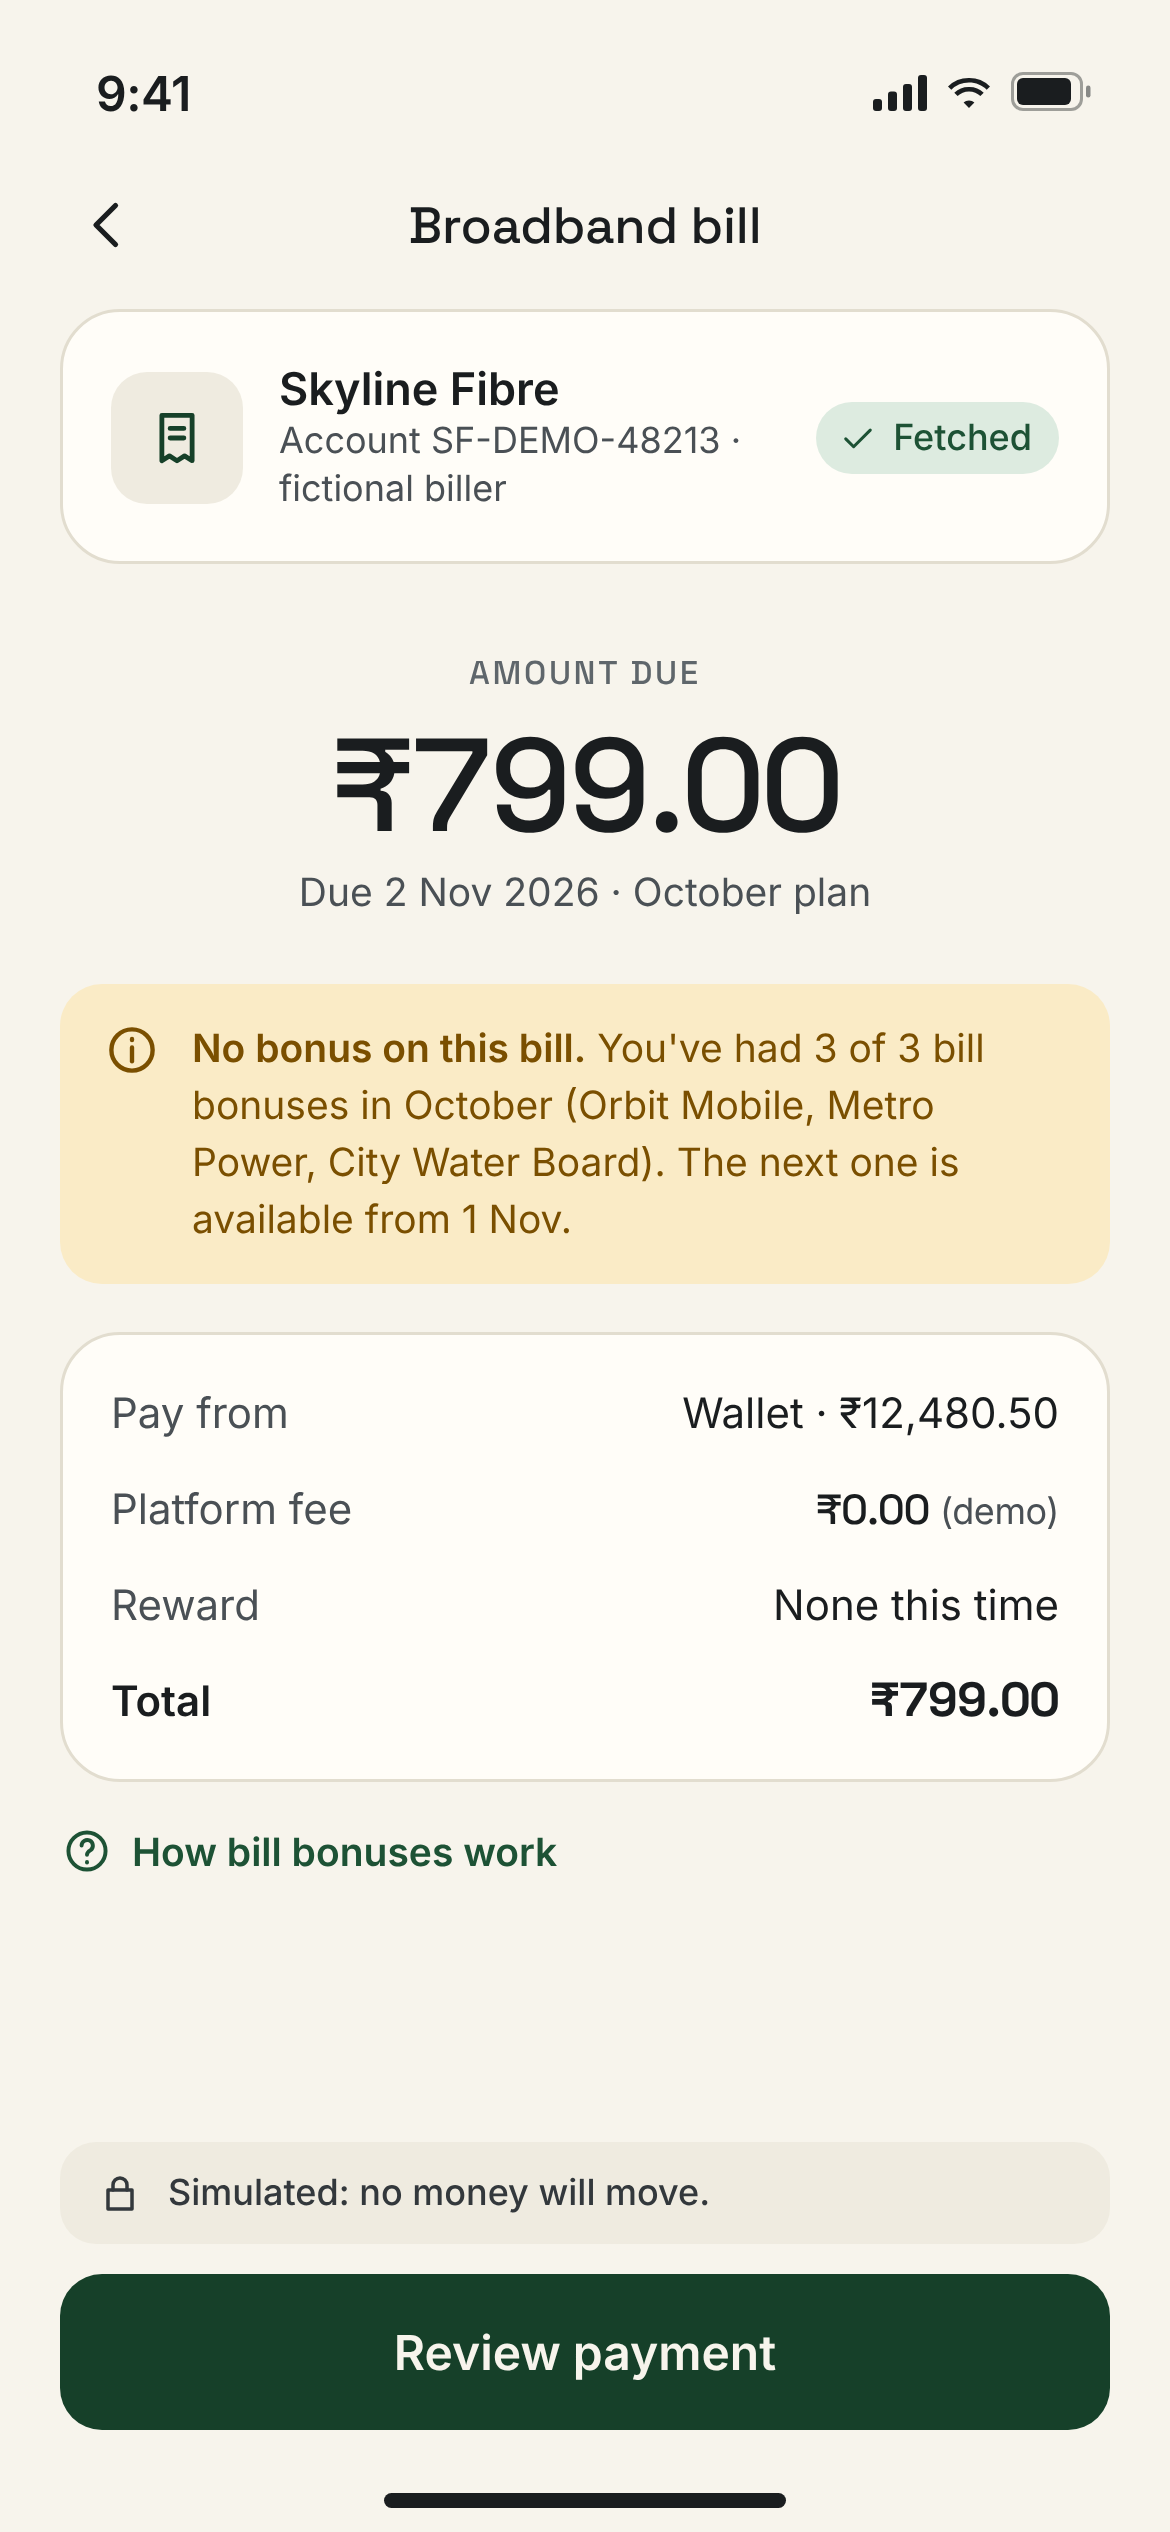 9:41
Broadband bill
Skyline Fibre
Account SF-DEMO-48213 ·
fictional biller
Fetched
AMOUNT DUE
₹799.00
Due 2 Nov 2026 · October plan
No bonus on this bill. You've had 3 of 3 bill
bonuses in October (Orbit Mobile, Metro
Power, City Water Board). The next one is
available from 1 Nov.
Pay from Wallet · ₹12,480.50
Platform fee ₹0.00 (demo)
Reward None this time
Total ₹799.00
How bill bonuses work
Simulated: no money will move.
Review payment